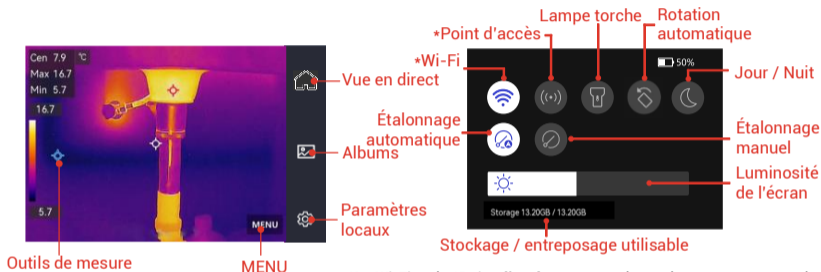 Cen 7.9 °C
Max 16.7
Min 5.7
16.7
5.7
MENU
Vue en direct
Albums
Paramètres
locaux
Outils de mesure
MENU
Lampe torche
Rotation
automatique
*Point d'accès
*Wi-Fi
50%
Jour / Nuit
Étalonnage
automatique
Étalonnage
manuel
Luminosité
de l'écran
Storage 13.20GB / 13.20GB
Stockage / entreposage utilisable